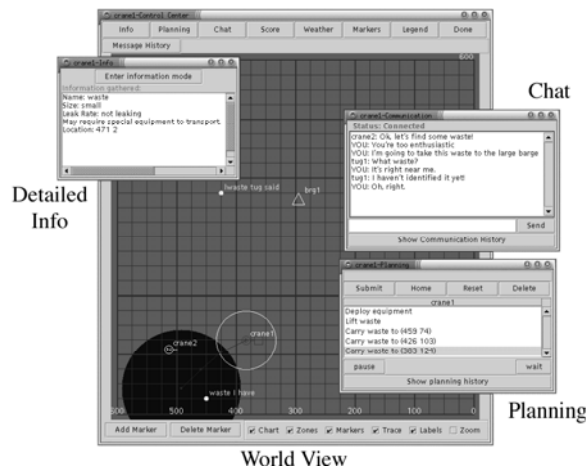 crane1-Control Center
Info Planning Chat Score Weather Markers Legend Done
Message History
600
crane1-Info
Enter information mode
Information gathered:
Name: waste
Size: small
Leak Rate: not leaking
May require special equipment to transport.
Location: 471 2
Detailed
Info
Chat
crane1-Communication
Status: Connected
crane2: Ok, let's find some waste!
YOU: You're too enthusiastic
YOU: I'm going to take this waste to the large barge
tug1: What waste?
YOU: It's right near me.
tug1: I haven't identified it yet!
YOU: Oh, right.
Send
Show Communication History
waste tug said
brg1
crane1-Planning
Submit Home Reset Delete
crane1
Deploy equipment
Lift waste
Carry waste to (459 74)
Carry waste to (426 103)
Carry waste to (383 124)
pause wait
Show planning history
Planning
crane1
crane2
waste I have
500 400 300 200 100 0
Add Marker Delete Marker Chart Zones Markers Trace Labels Zoom
World View